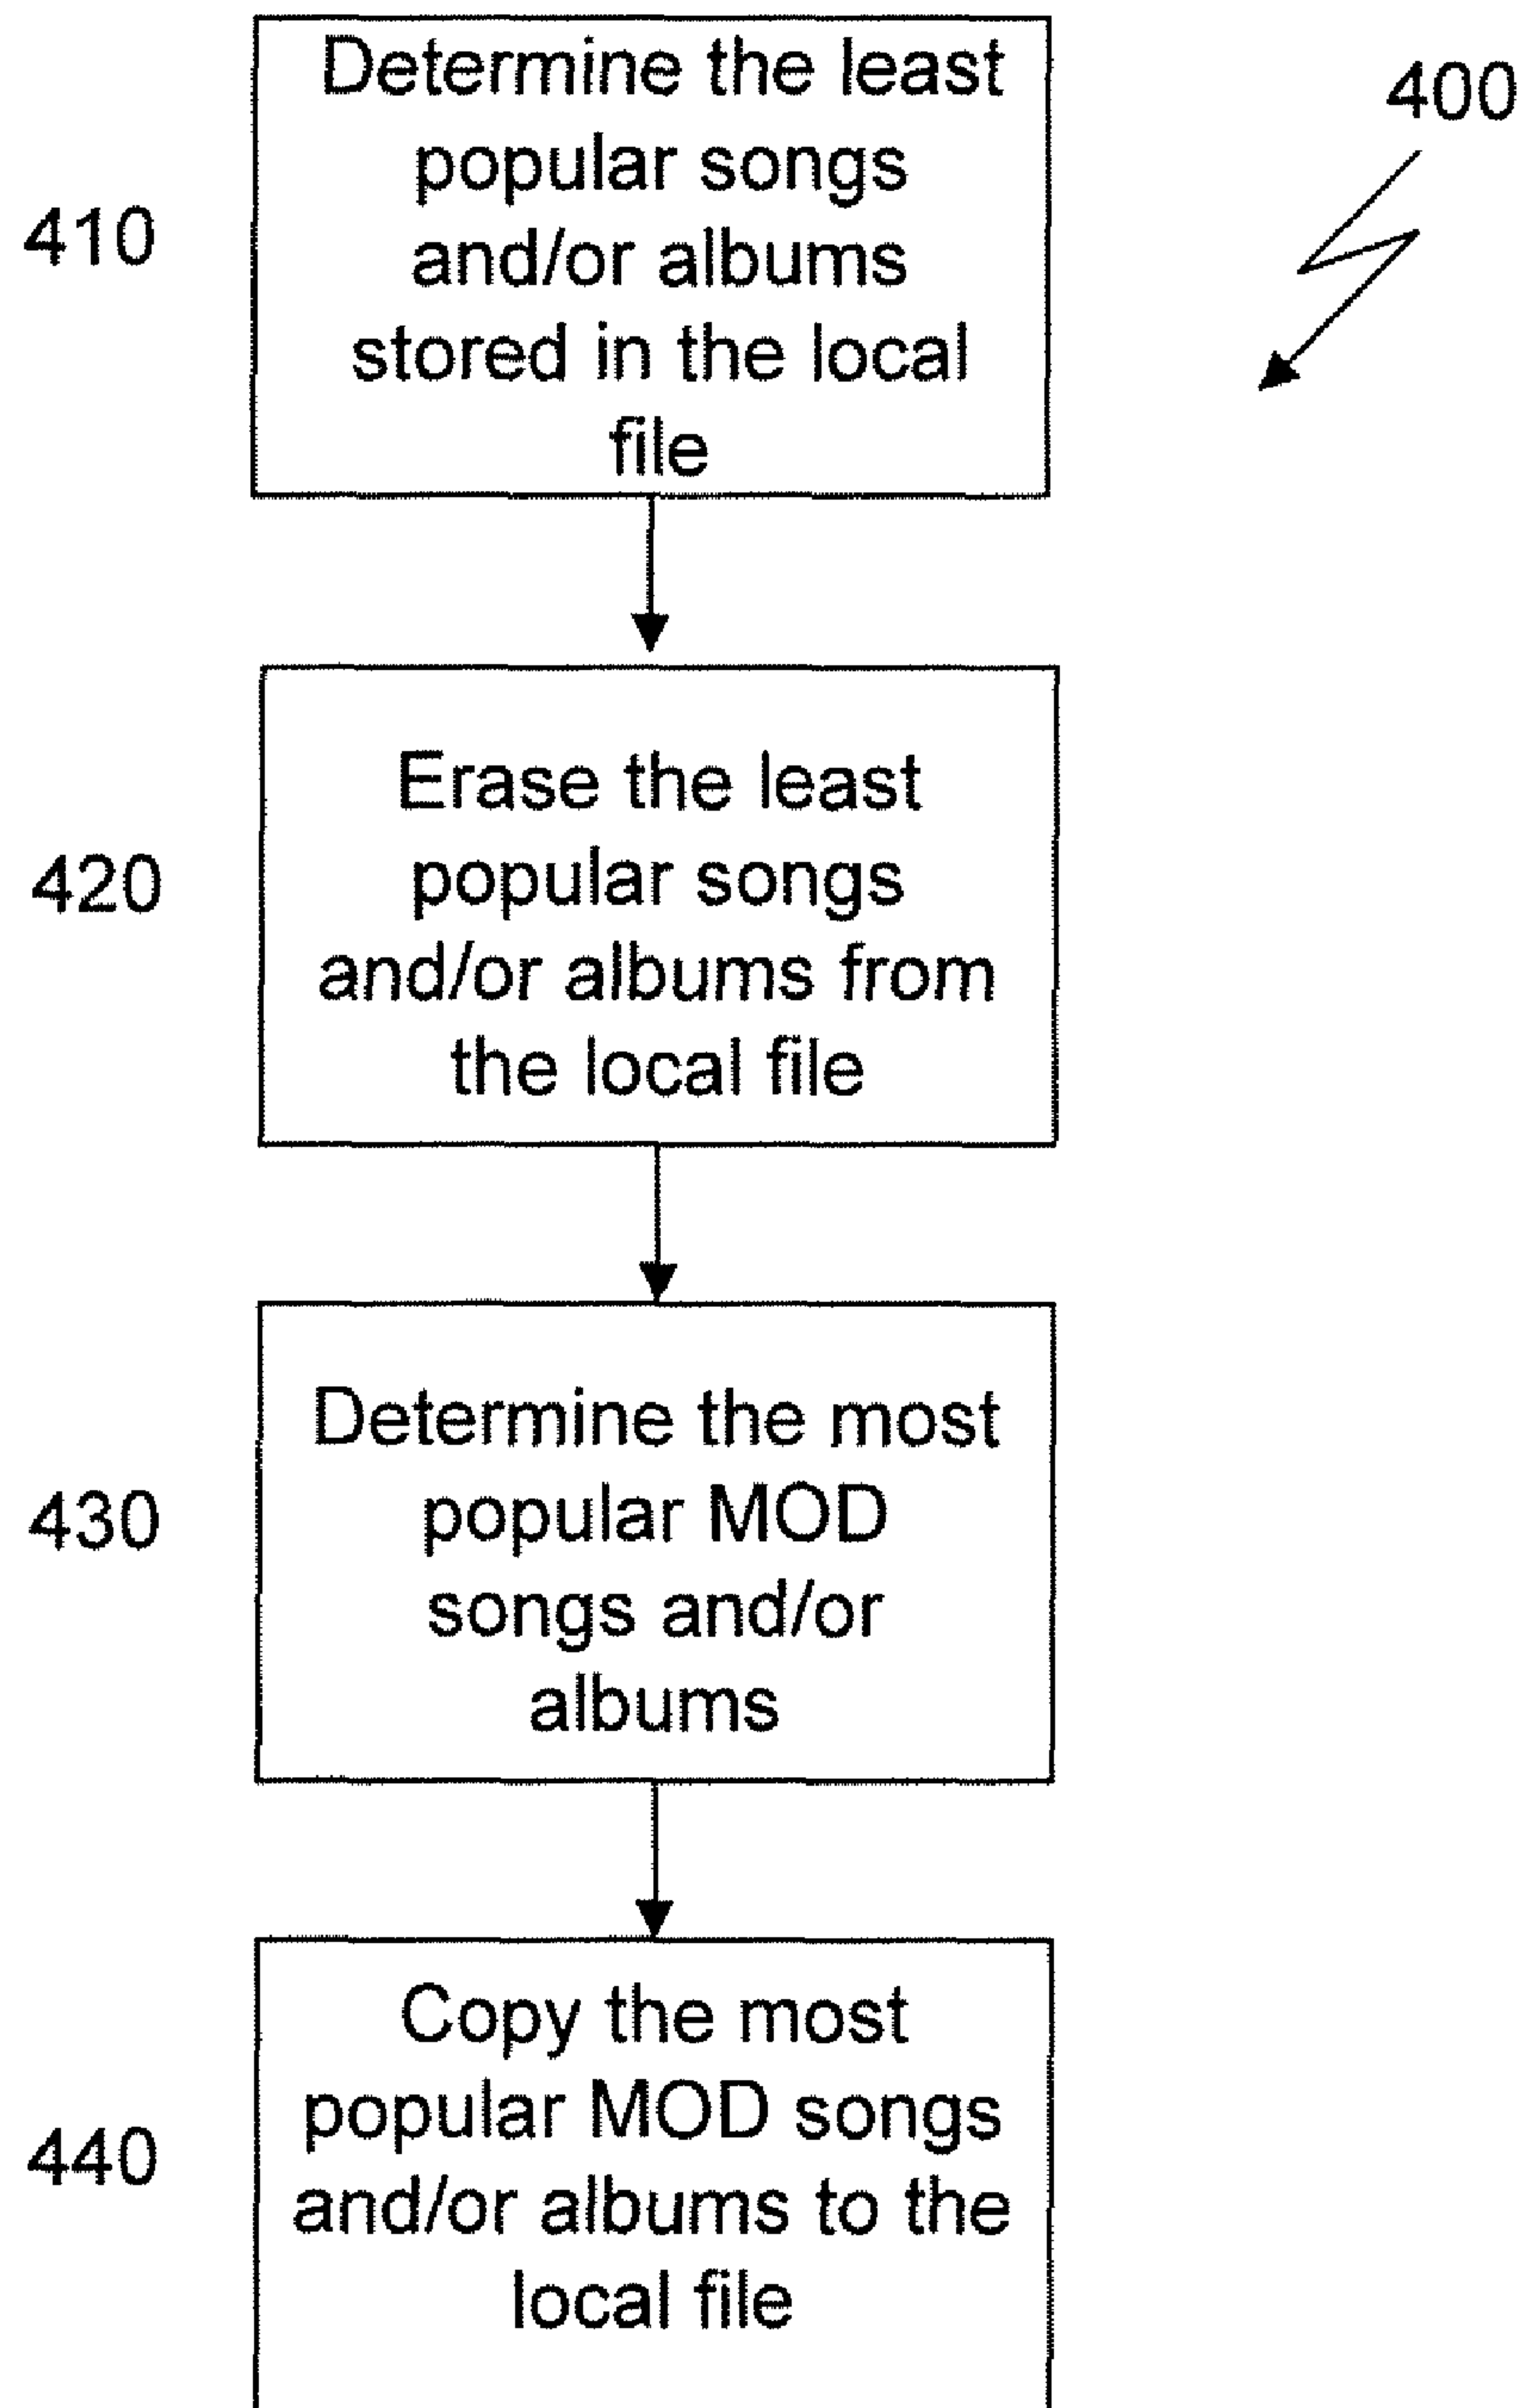 Determine the least
popular songs
and/or albums
stored in the local
file
400
410
Erase the least
popular songs
and/or albums from
the local file
420
Determine the most
popular MOD
songs and/or
albums
430
Copy the most
popular MOD songs
and/or albums to the
local file
440